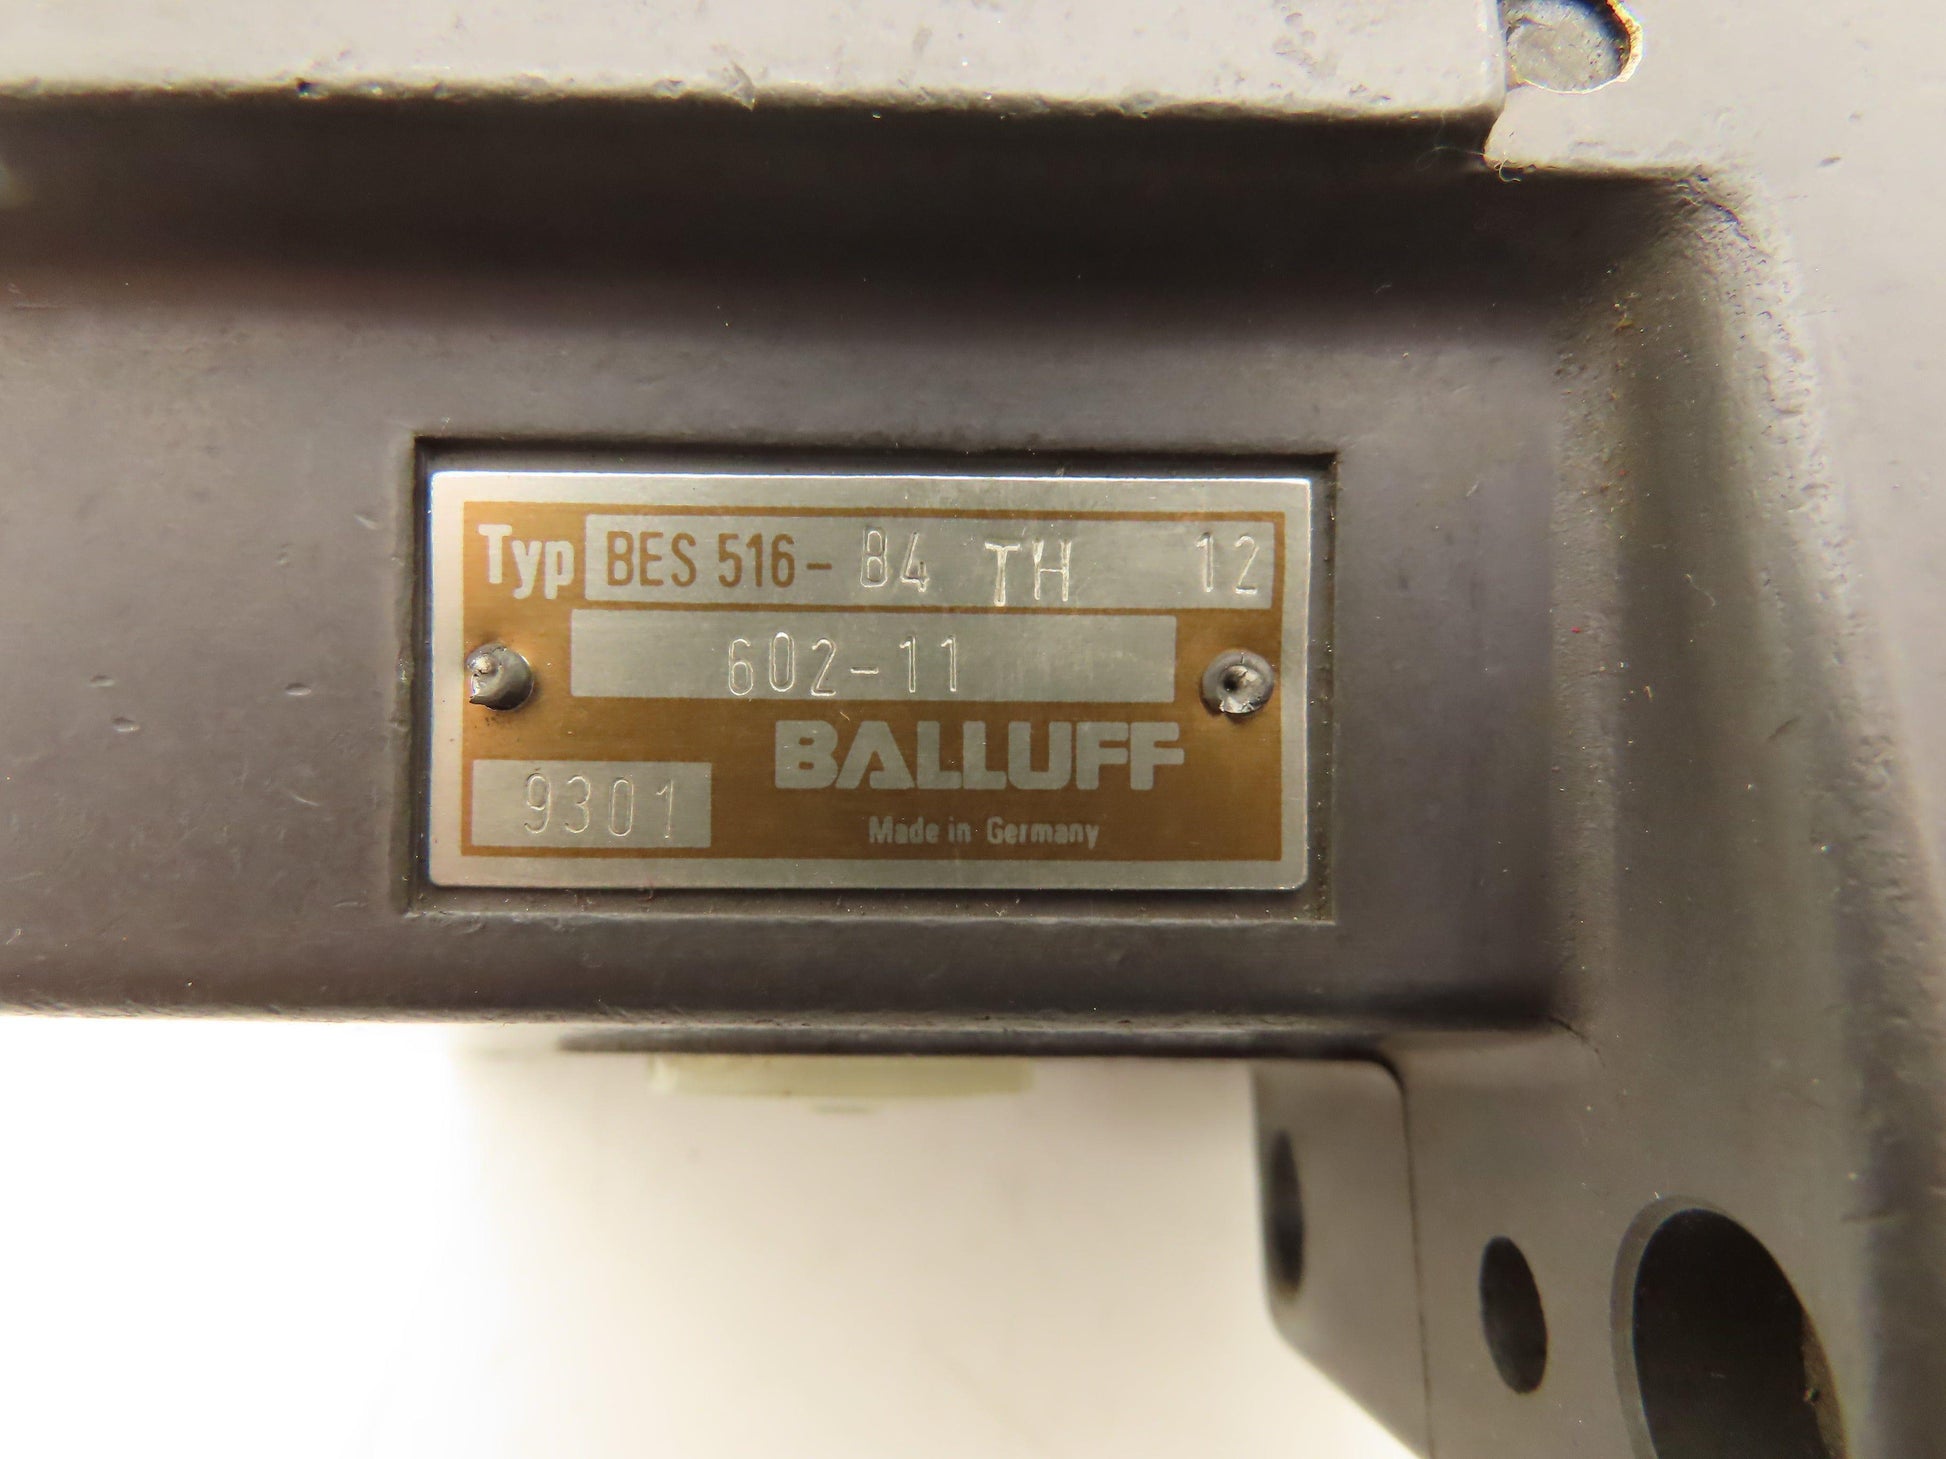 Typ BES 516- B4 TH 12
602-11
BALLUFF
9301
Made in Germany